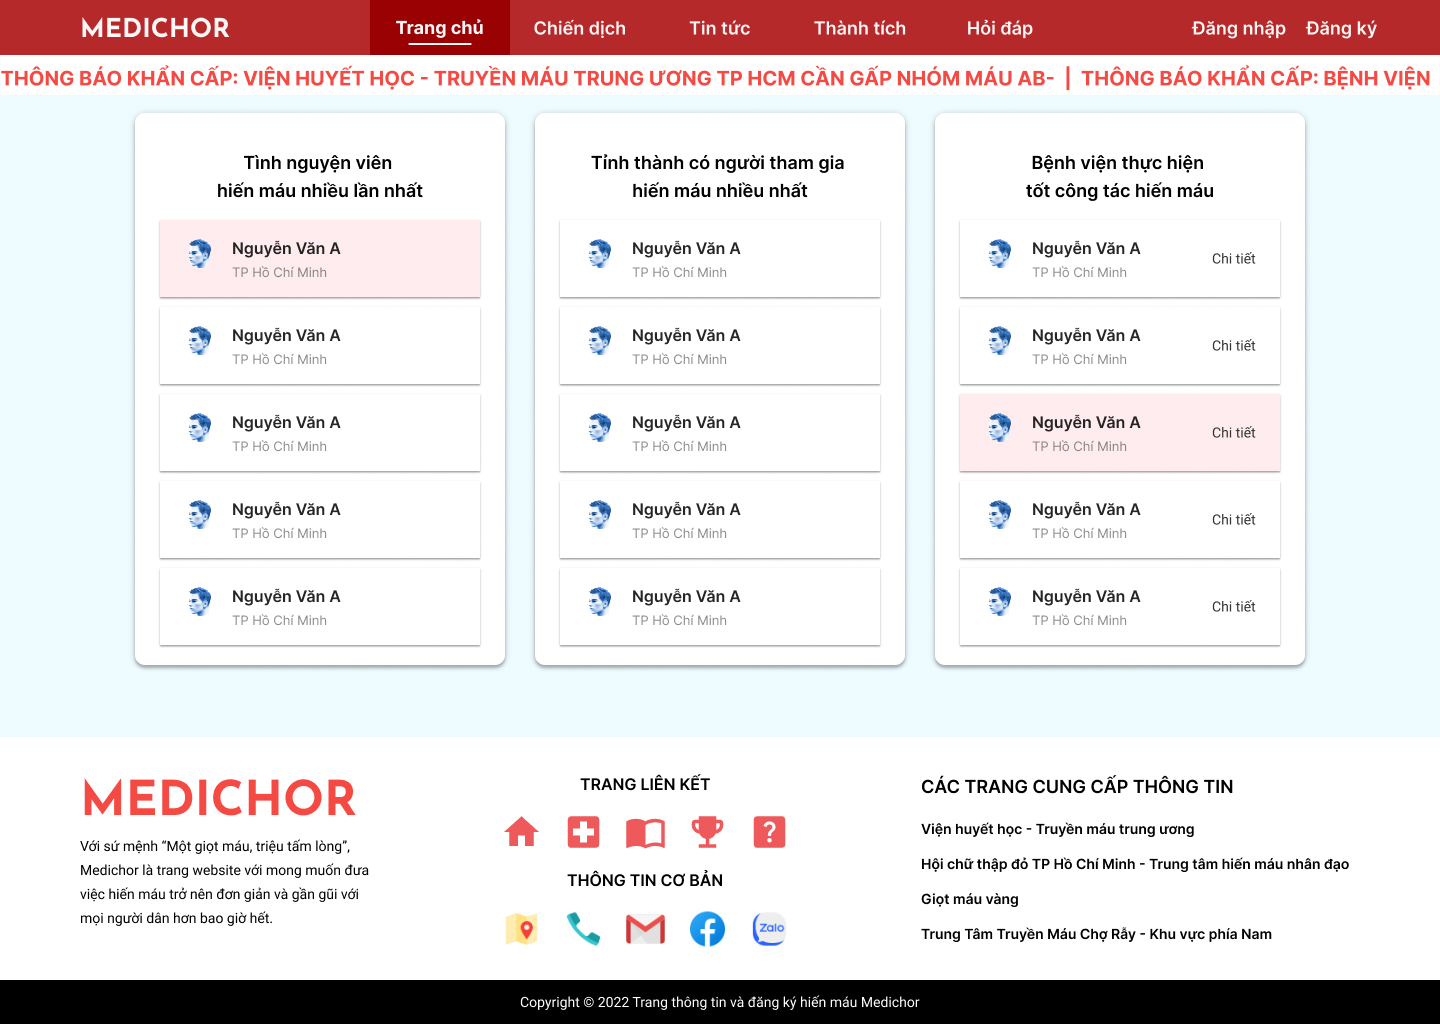 MEDICHOR
Trang chủ
Chiến dịch
Tin tức
Thành tích
Hỏi đáp
Đăng nhập
Đăng ký
THÔNG BÁO KHẨN CẤP: VIỆN HUYẾT HỌC - TRUYỀN MÁU TRUNG ƯƠNG TP HCM CẦN GẤP NHÓM MÁU AB- | THÔNG BÁO KHẨN CẤP: BỆNH VIỆN
Tình nguyện viên
hiến máu nhiều lần nhất
Nguyễn Văn A
TP Hồ Chí Minh
Nguyễn Văn A
TP Hồ Chí Minh
Nguyễn Văn A
TP Hồ Chí Minh
Nguyễn Văn A
TP Hồ Chí Minh
Nguyễn Văn A
TP Hồ Chí Minh
Tỉnh thành có người tham gia
hiến máu nhiều nhất
Nguyễn Văn A
TP Hồ Chí Minh
Nguyễn Văn A
TP Hồ Chí Minh
Nguyễn Văn A
TP Hồ Chí Minh
Nguyễn Văn A
TP Hồ Chí Minh
Nguyễn Văn A
TP Hồ Chí Minh
Bệnh viện thực hiện
tốt công tác hiến máu
Nguyễn Văn A
TP Hồ Chí Minh
Chi tiết
Nguyễn Văn A
TP Hồ Chí Minh
Chi tiết
Nguyễn Văn A
TP Hồ Chí Minh
Chi tiết
Nguyễn Văn A
TP Hồ Chí Minh
Chi tiết
Nguyễn Văn A
TP Hồ Chí Minh
Chi tiết
MEDICHOR
Với sứ mệnh “Một giọt máu, triệu tấm lòng”,
Medichor là trang website với mong muốn đưa
việc hiến máu trở nên đơn giản và gần gũi với
mọi người dân hơn bao giờ hết.
TRANG LIÊN KẾT
?
THÔNG TIN CƠ BẢN
Zalo
CÁC TRANG CUNG CẤP THÔNG TIN
Viện huyết học - Truyền máu trung ương
Hội chữ thập đỏ TP Hồ Chí Minh - Trung tâm hiến máu nhân đạo
Giọt máu vàng
Trung Tâm Truyền Máu Chợ Rẫy - Khu vực phía Nam
Copyright © 2022 Trang thông tin và đăng ký hiến máu Medichor